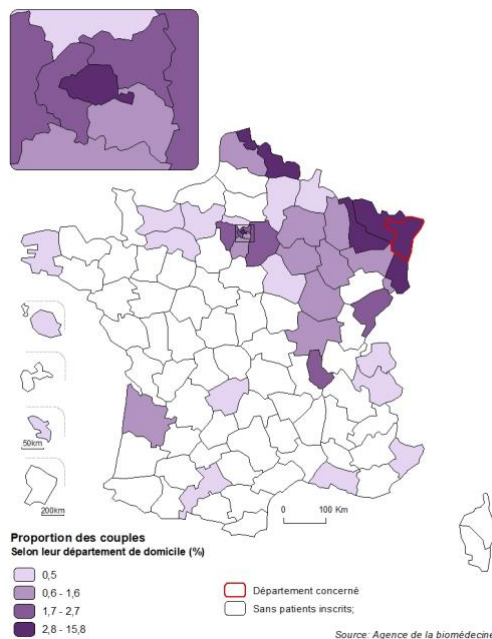 50km
200km
0 100 Km
Proportion des couples
Selon leur département de domicile (%)
0,5
0,6 - 1,6
1,7 - 2,7
2,8 - 15,8
Département concerné
Sans patients inscrits;
Source: Agence de la biomédecine